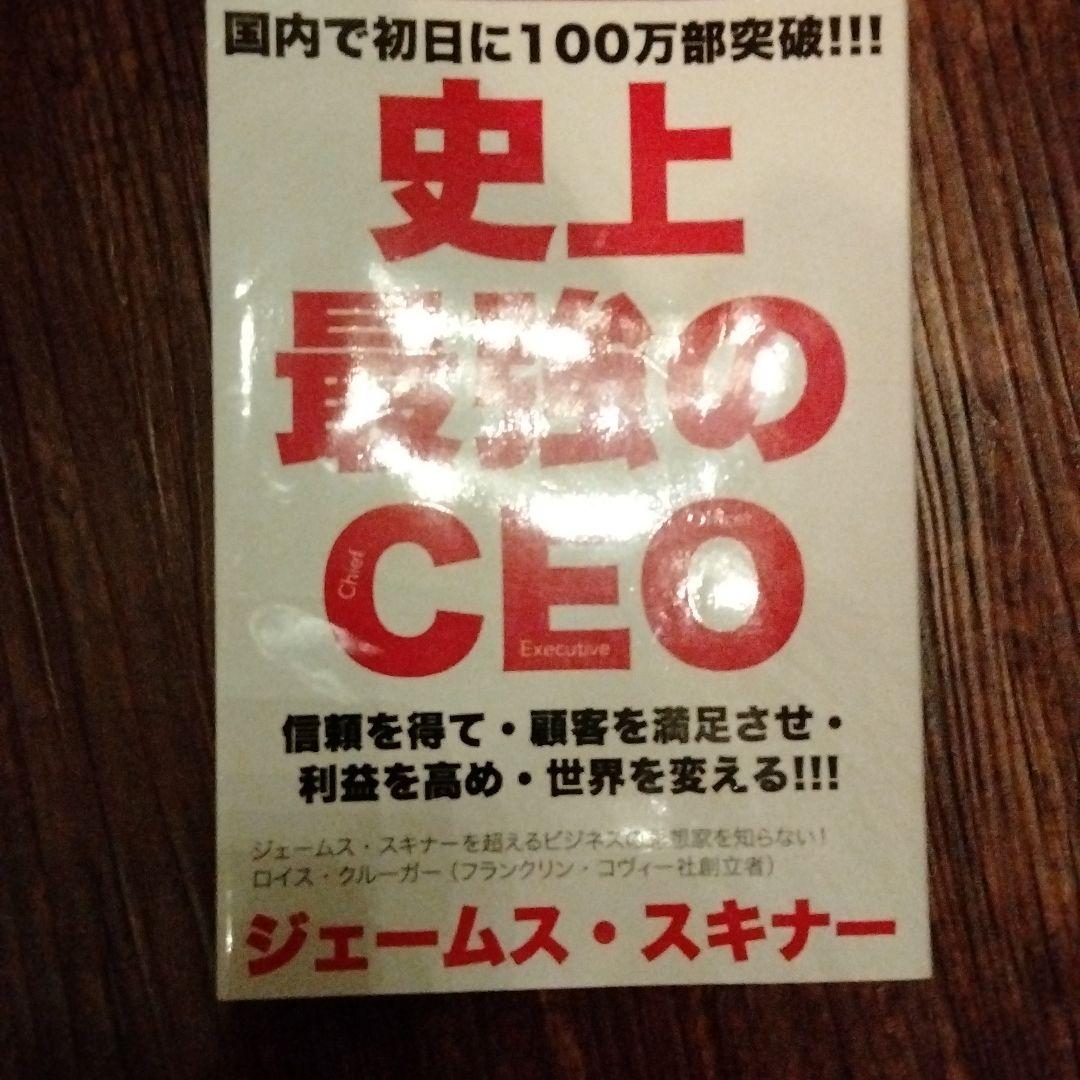 国内で初日に100万部突破!!!
史上
最強の
CEO
Chief
Executive
信頼を得て・顧客を満足させ・
利益を高め・世界を変える!!!
ジェームス・スキナーを超えるビジネスの思想家を知らない!
ロイス・クルーガー（フランクリン・コヴィー社創立者）
ジェームス・スキナー